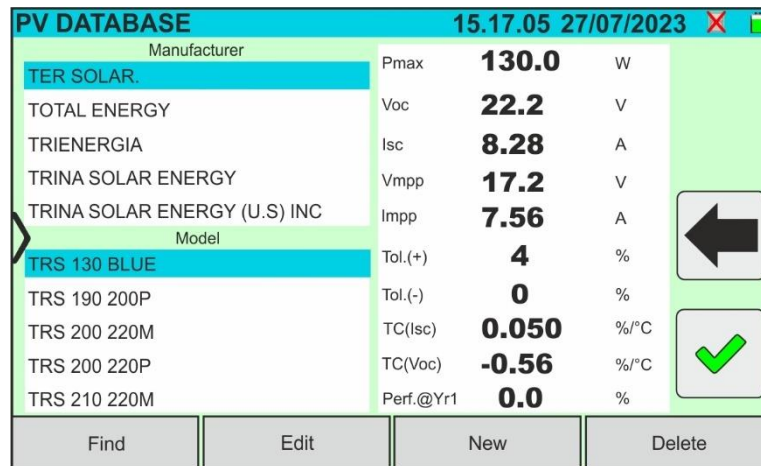 PV DATABASE 15.17.05 27/07/2023
Manufacturer
TER SOLAR.
TOTAL ENERGY
TRIENERGIA
TRINA SOLAR ENERGY
TRINA SOLAR ENERGY (U.S) INC
Model
TRS 130 BLUE
TRS 190 200P
TRS 200 220M
TRS 200 220P
TRS 210 220M
Pmax 130.0 W
Voc 22.2 V
Isc 8.28 A
Vmpp 17.2 V
Impp 7.56 A
Tol.(+) 4 %
Tol.(-) 0 %
TC(Isc) 0.050 %/°C
TC(Voc) -0.56 %/°C
Perf.@Yr1 0.0 %
Find Edit New Delete